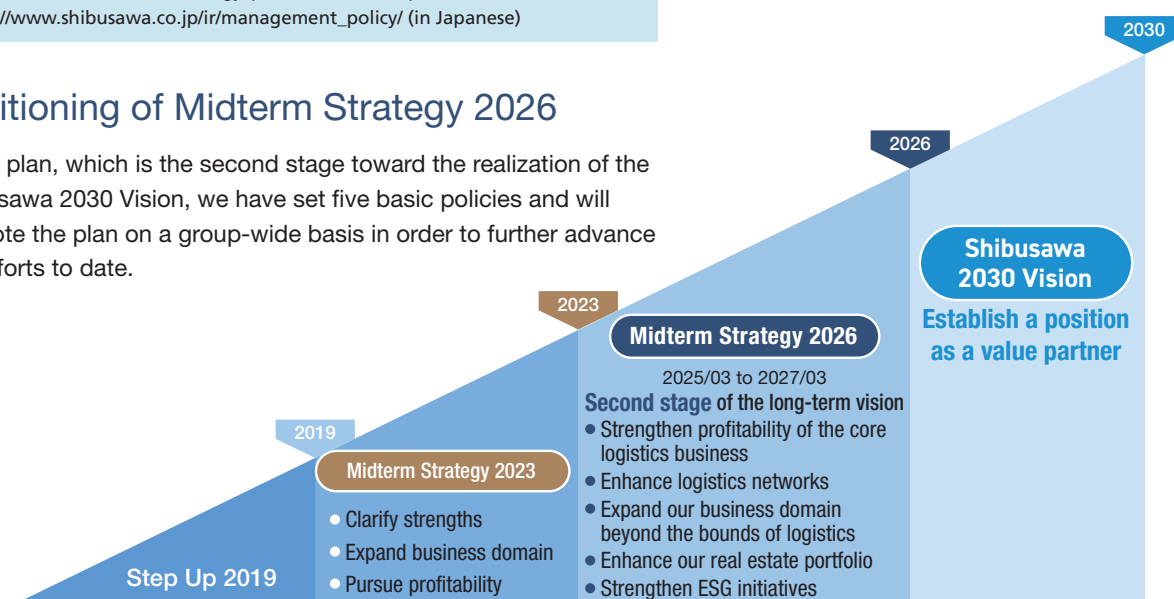 //www.shibusawa.co.jp/ir/management_policy/ (in Japanese)
itioning of Midterm Strategy 2026
plan, which is the second stage toward the realization of the
usawa 2030 Vision, we have set five basic policies and will
ote the plan on a group-wide basis in order to further advance
forts to date.
2030
2026
Shibusawa
2030 Vision
Establish a position
as a value partner
2023
Midterm Strategy 2026
2025/03 to 2027/03
Second stage of the long-term vision
● Strengthen profitability of the core
logistics business
● Enhance logistics networks
● Expand our business domain
beyond the bounds of logistics
● Enhance our real estate portfolio
● Strengthen ESG initiatives
2019
Midterm Strategy 2023
● Clarify strengths
● Expand business domain
● Pursue profitability
Step Up 2019